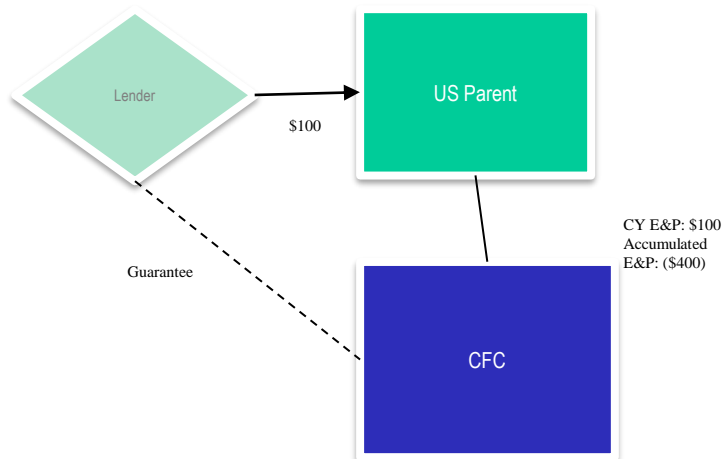 Lender
US Parent
$100
CY E&P: $100
Accumulated
E&P: ($400)
Guarantee
CFC